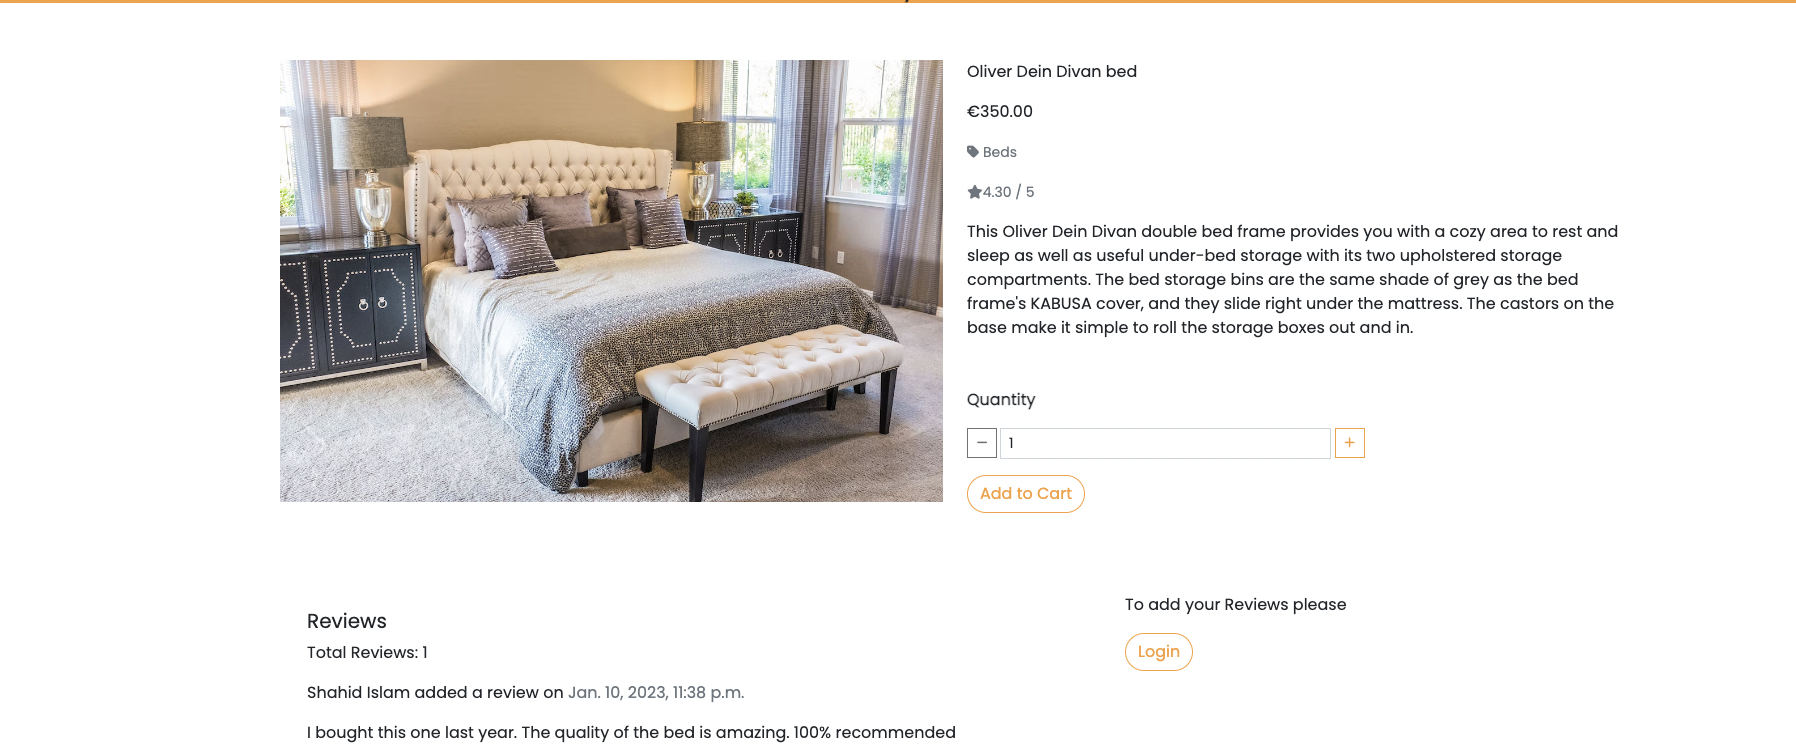 Oliver Dein Divan bed
€350.00
Beds
4.30 / 5
This Oliver Dein Divan double bed frame provides you with a cozy area to rest and
sleep as well as useful under-bed storage with its two upholstered storage
compartments. The bed storage bins are the same shade of grey as the bed
frame's KABUSA cover, and they slide right under the mattress. The castors on the
base make it simple to roll the storage boxes out and in.
Quantity
− 1 +
Add to Cart
Reviews
Total Reviews: 1
Shahid Islam added a review on Jan. 10, 2023, 11:38 p.m.
I bought this one last year. The quality of the bed is amazing. 100% recommended
To add your Reviews please
Login